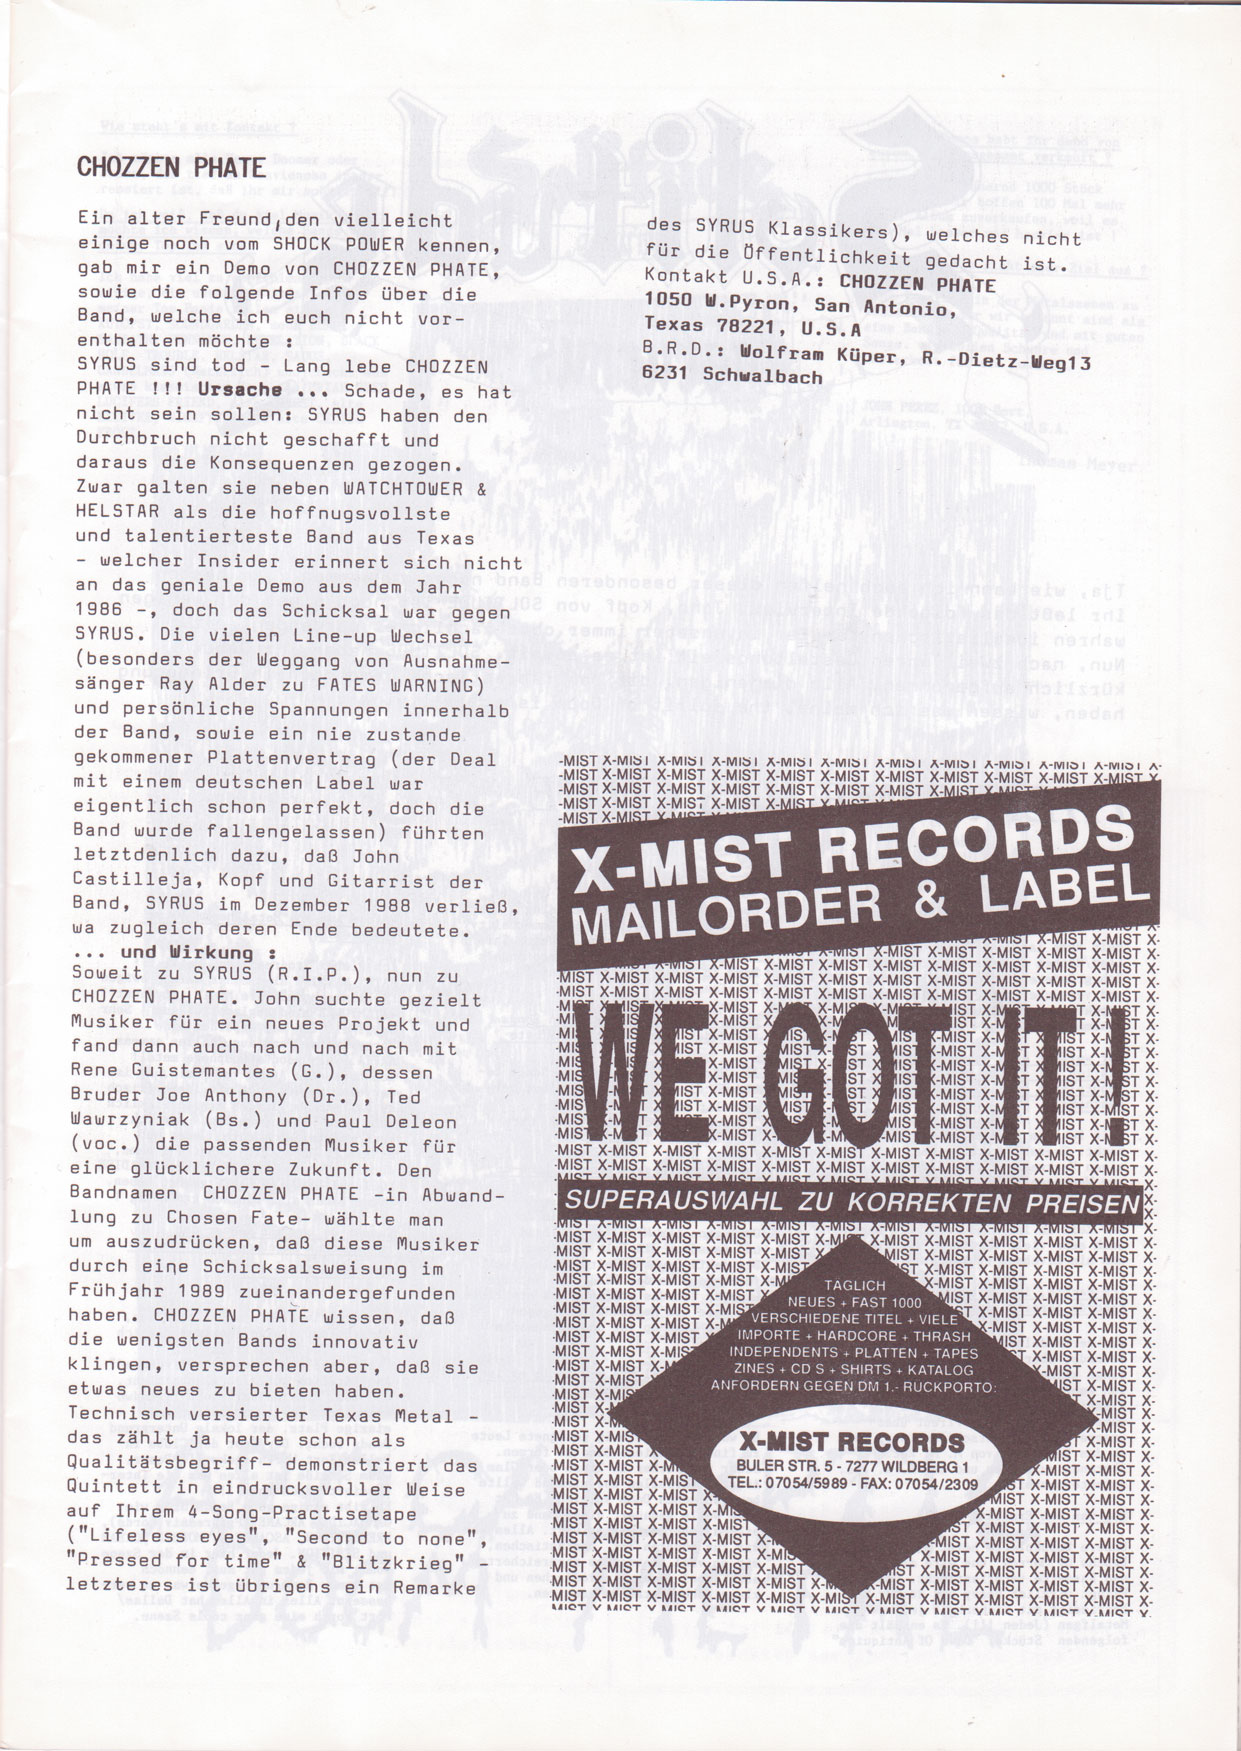 CHOZZEN PHATE
Ein alter Freund,den vielleicht
einige noch vom SHOCK POWER kennen,
gab mir ein Demo von CHOZZEN PHATE,
sowie die folgende Infos über die
Band, welche ich euch nicht vor-
enthalten möchte :
SYRUS sind tod - Lang lebe CHOZZEN
PHATE !!! Ursache ... Schade, es hat
nicht sein sollen: SYRUS haben den
Durchbruch nicht geschafft und
daraus die Konsequenzen gezogen.
Zwar galten sie neben WATCHTOWER &
HELSTAR als die hoffnugsvollste
und talentierteste Band aus Texas
- welcher Insider erinnert sich nicht
an das geniale Demo aus dem Jahr
1986 -, doch das Schicksal war gegen
SYRUS. Die vielen Line-up Wechsel
(besonders der Weggang von Ausnahme-
sänger Ray Alder zu FATES WARNING)
und persönliche Spannungen innerhalb
der Band, sowie ein nie zustande
gekommener Plattenvertrag (der Deal
mit einem deutschen Label war
eigentlich schon perfekt, doch die
Band wurde fallengelassen) führten
letztdenlich dazu, daß John
Castilleja, Kopf und Gitarrist der
Band, SYRUS im Dezember 1988 verließ,
wa zugleich deren Ende bedeutete.
... und Wirkung :
Soweit zu SYRUS (R.I.P.), nun zu
CHOZZEN PHATE. John suchte gezielt
Musiker für ein neues Projekt und
fand dann auch nach und nach mit
Rene Guistemantes (G.), dessen
Bruder Joe Anthony (Dr.), Ted
Wawrzyniak (Bs.) und Paul Deleon
(voc.) die passenden Musiker für
eine glücklichere Zukunft. Den
Bandnamen CHOZZEN PHATE -in Abwand-
lung zu Chosen Fate- wählte man
um auszudrücken, daß diese Musiker
durch eine Schicksalsweisung im
Frühjahr 1989 zueinandergefunden
haben. CHOZZEN PHATE wissen, daß
die wenigsten Bands innovativ
klingen, versprechen aber, daß sie
etwas neues zu bieten haben.
Technisch versierter Texas Metal -
das zählt ja heute schon als
Qualitätsbegriff- demonstriert das
Quintett in eindrucksvoller Weise
auf Ihrem 4-Song-Practisetape
("Lifeless eyes", "Second to none",
"Pressed for time" & "Blitzkrieg" -
letzteres ist übrigens ein Remarke
des SYRUS Klassikers), welches nicht
für die Öffentlichkeit gedacht ist.
Kontakt U.S.A.: CHOZZEN PHATE
1050 W.Pyron, San Antonio,
Texas 78221, U.S.A
B.R.D.: Wolfram Küper, R.-Dietz-Weg13
6231 Schwalbach
X-MIST RECORDS
MAILORDER & LABEL
WE GOT IT!
SUPERAUSWAHL ZU KORREKTEN PREISEN
TAGLICH
NEUES + FAST 1000
VERSCHIEDENE TITEL + VIELE
IMPORTE + HARDCORE + THRASH
INDEPENDENTS + PLATTEN + TAPES
ZINES + CD S + SHIRTS + KATALOG
ANFORDERN GEGEN DM 1.- RUCKPORTO:
X-MIST RECORDS
BULER STR. 5 - 7277 WILDBERG 1
TEL.: 07054/5989 - FAX: 07054/2309